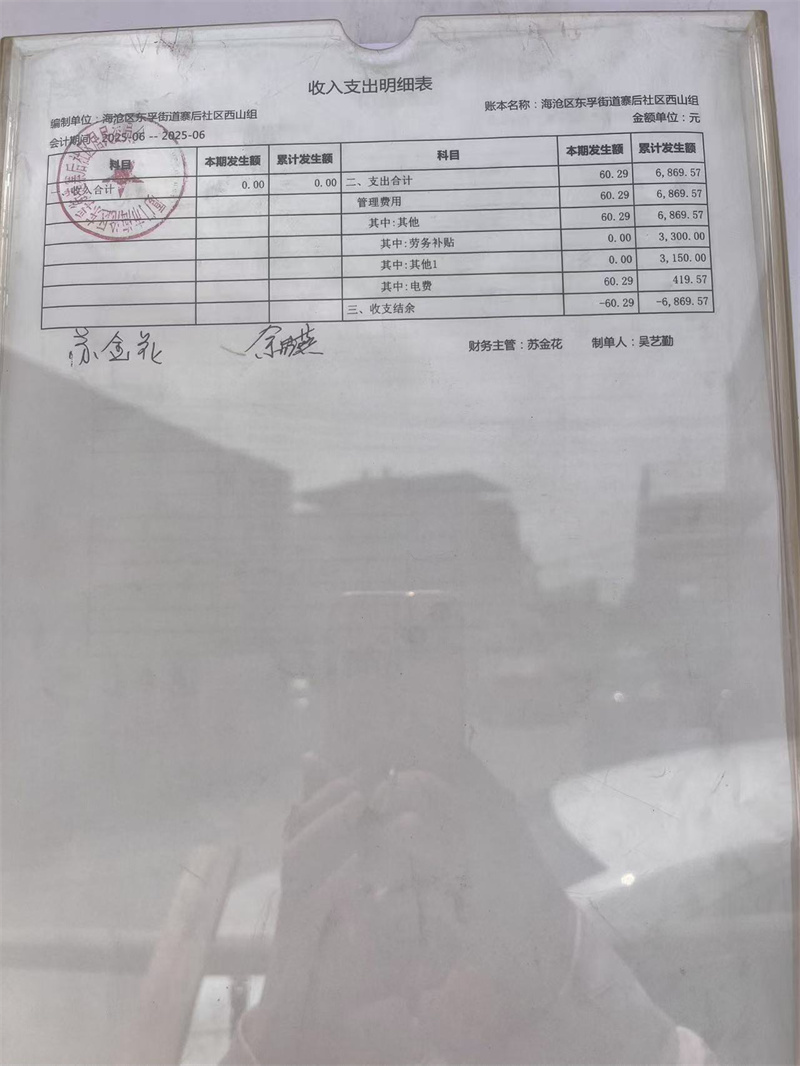 收入支出明细表
编制单位：海沧区东孚街道寨后社区西山组 账本名称：海沧区东孚街道寨后社区西山组
会计期间：2025-06 -- 2025-06 金额单位：元
科目 本期发生额 累计发生额 科目 本期发生额 累计发生额
一、收入合计 0.00 0.00 二、支出合计 60.29 6,869.57
管理费用 60.29 6,869.57
其中:其他 60.29 6,869.57
其中:劳务补贴 0.00 3,300.00
其中:其他1 0.00 3,150.00
其中:电费 60.29 419.57
三、收支结余 -60.29 -6,869.57
苏金花 财务主管：苏金花 制单人：吴艺勤